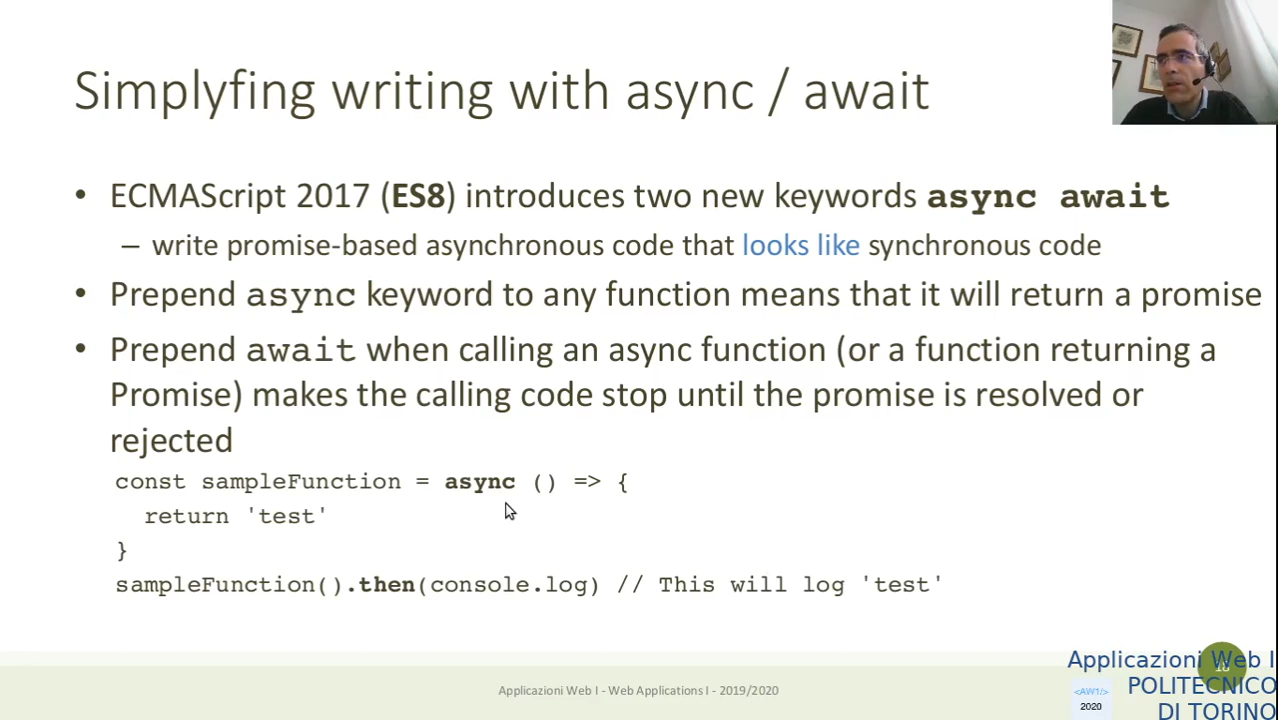 Simplyfing writing with async / await
• ECMAScript 2017 (ES8) introduces two new keywords async await
– write promise-based asynchronous code that looks like synchronous code
• Prepend async keyword to any function means that it will return a promise
• Prepend await when calling an async function (or a function returning a
Promise) makes the calling code stop until the promise is resolved or
rejected
const sampleFunction = async () => {
  return 'test'
}
sampleFunction().then(console.log) // This will log 'test'
Applicazioni Web I - Web Applications I - 2019/2020
Applicazioni Web I
POLITECNICO
DI TORINO
<AW1/>
2020